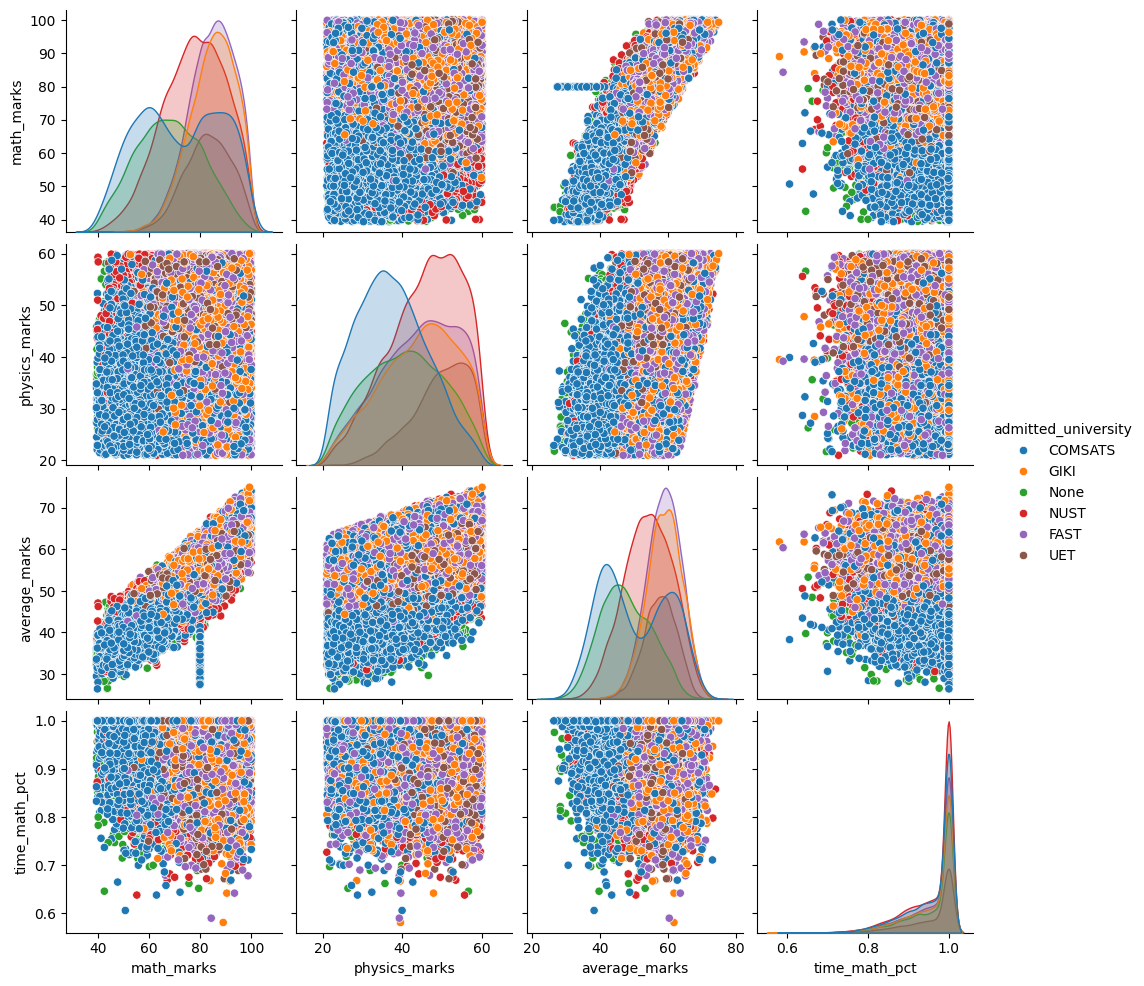 100
90
80
70
60
50
40
math_marks
60
50
40
30
20
physics_marks
70
60
50
40
30
average_marks
1.0
0.9
0.8
0.7
0.6
time_math_pct
40 60 80 100
math_marks
20 40 60
physics_marks
20 40 60 80
average_marks
0.6 0.8 1.0
time_math_pct
admitted_university
COMSATS
GIKI
None
NUST
FAST
UET